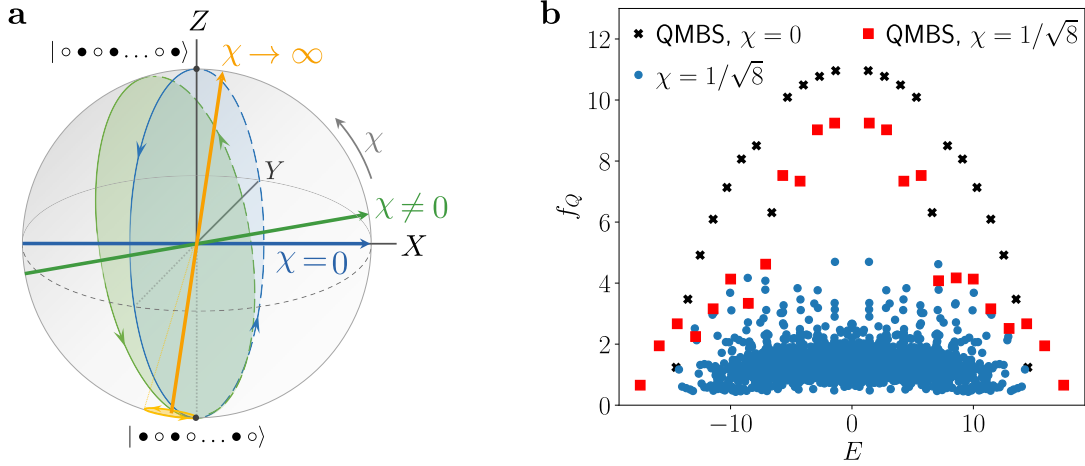 a
Z
| ○ ● ○ ● . . . ○ ● ⟩
χ → ∞
χ
Y
χ ≠ 0
X
χ = 0
| ● ○ ● ○ . . . ● ○ ⟩
b
QMBS, χ = 0
QMBS, χ = 1/√8
χ = 1/√8
12
10
8
6
4
2
0
f_Q
−10
0
10
E